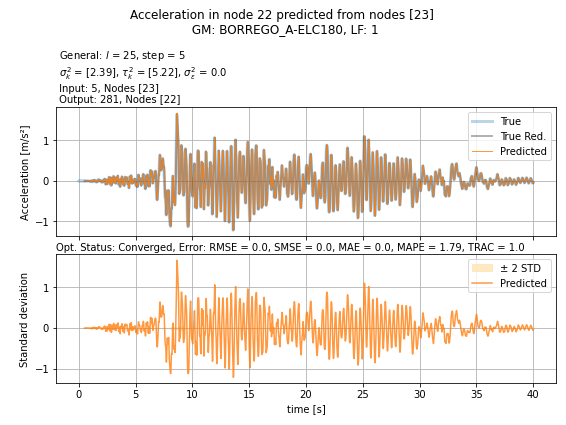 Acceleration in node 22 predicted from nodes [23]
GM: BORREGO_A-ELC180, LF: 1
General: l = 25, step = 5
σ²ₖ = [2.39], τ²ₖ = [5.22], σ²ε = 0.0
Input: 5, Nodes [23]
Output: 281, Nodes [22]
Acceleration [m/s²]
1
0
−1
True
True Red.
Predicted
Opt. Status: Converged, Error: RMSE = 0.0, SMSE = 0.0, MAE = 0.0, MAPE = 1.79, TRAC = 1.0
Standard deviation
1
0
−1
± 2 STD
Predicted
0 5 10 15 20 25 30 35 40
time [s]